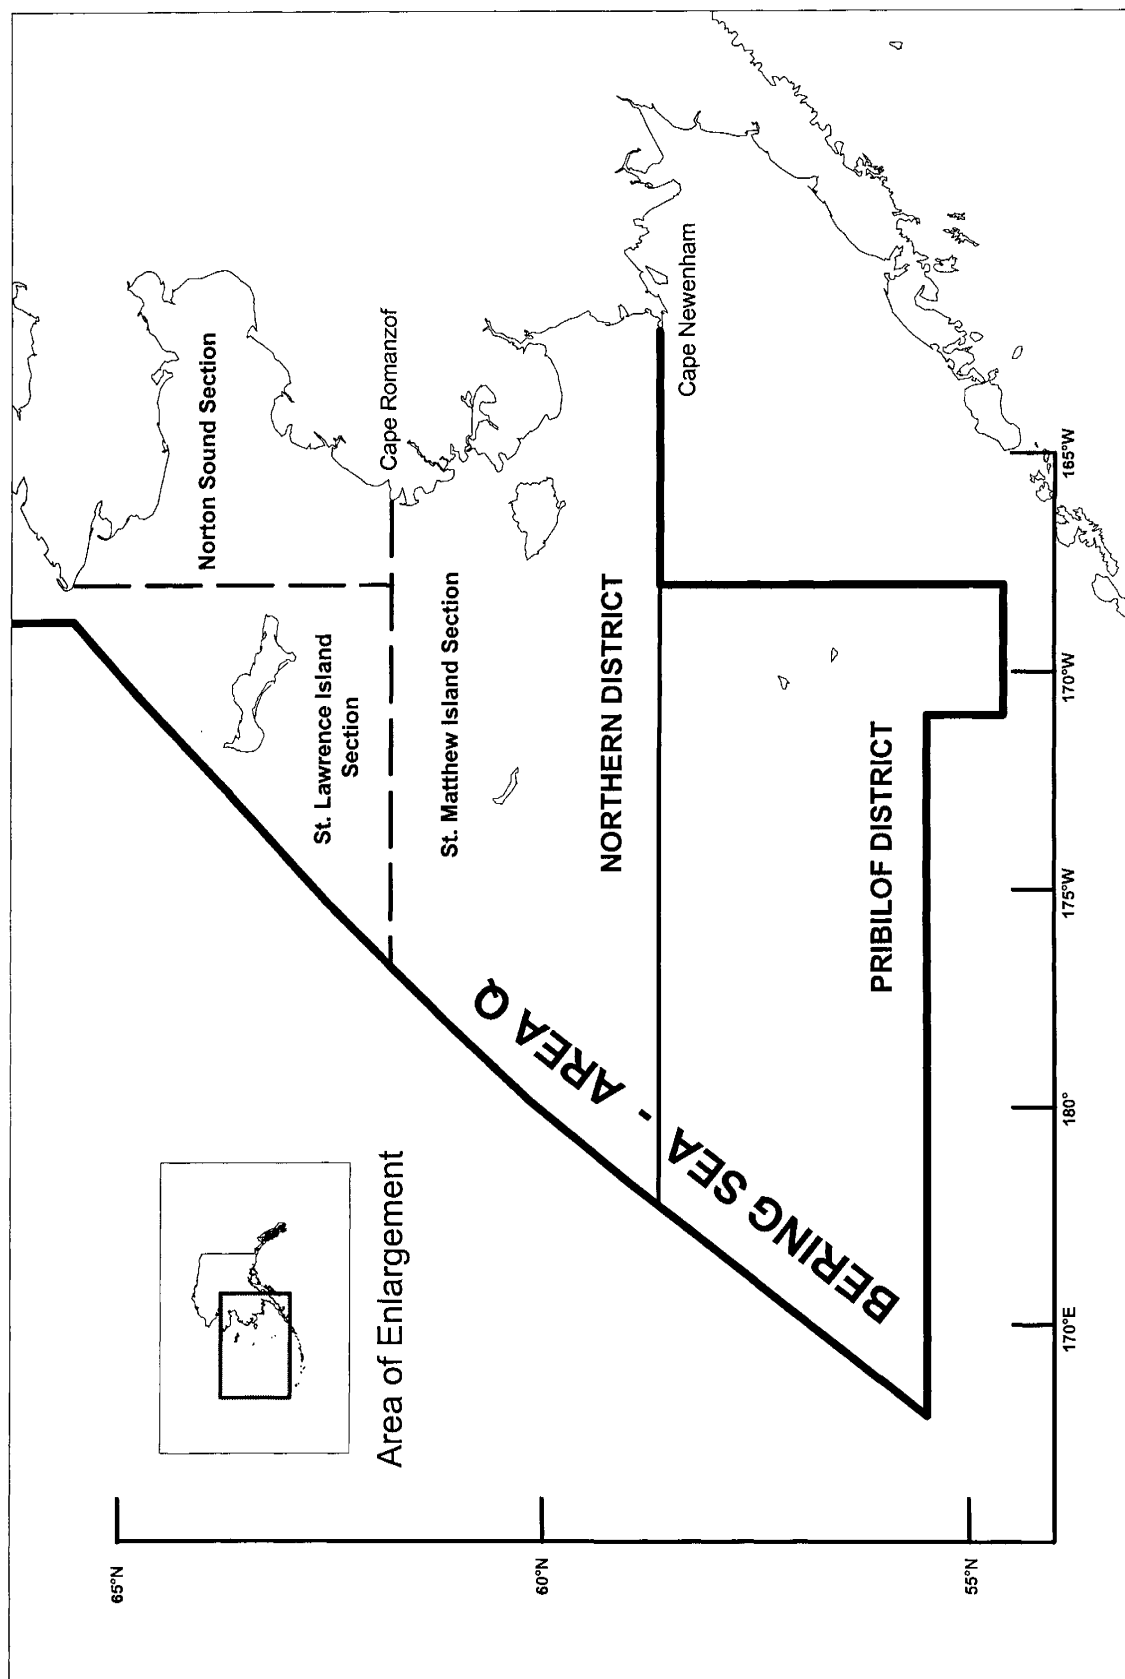 Norton Sound Section
St. Lawrence Island
Section
Cape Romanzof
St. Matthew Island Section
NORTHERN DISTRICT
Cape Newenham
PRIBILOF DISTRICT
BERING SEA - AREA Q
Area of Enlargement
65°N
60°N
55°N
170°E
180°
175°W
170°W
165°W